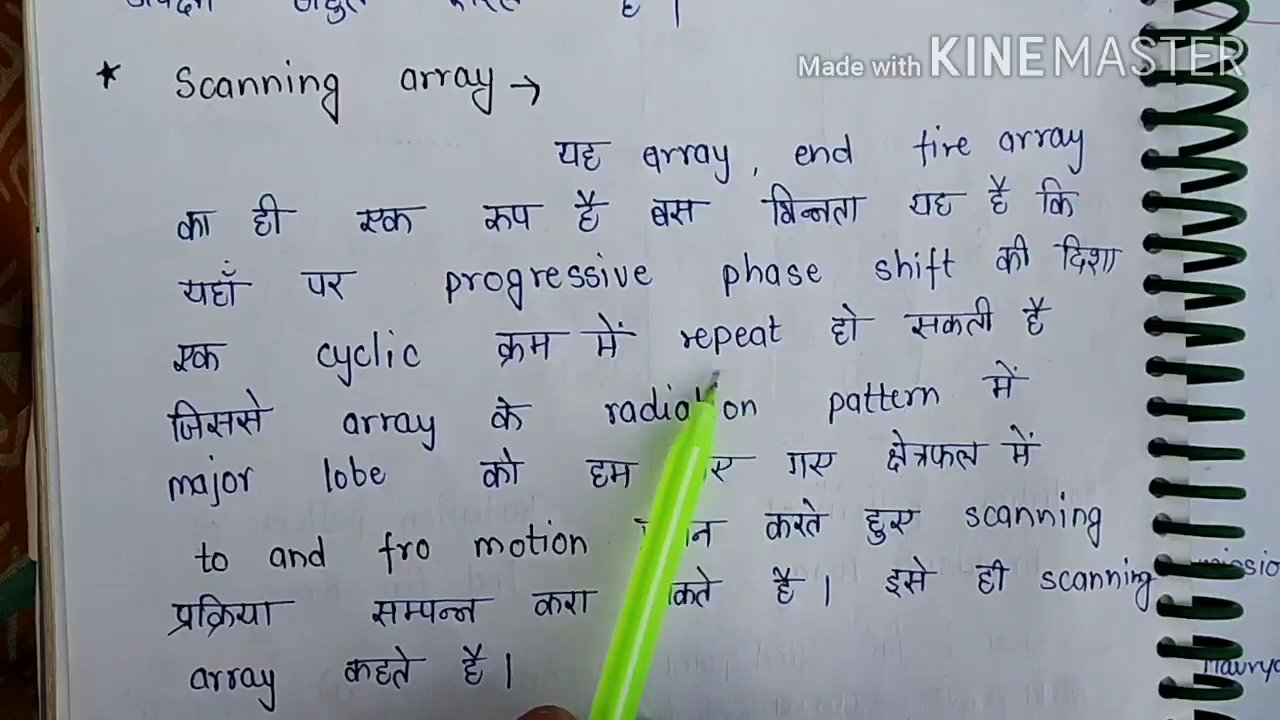 Made with KINEMASTER
* Scanning array →
यह array, end fire array
का ही एक रूप है बस भिन्नता यह है कि
यहाँ पर progressive phase shift की दिशा
एक cyclic क्रम में repeat हो सकती है
जिससे array के radiation pattern में
major lobe को हम गए क्षेत्रफल में
to and fro motion करते हुए scanning
प्रक्रिया सम्पन्न करा है। इसे ही scanning
array कहते है।